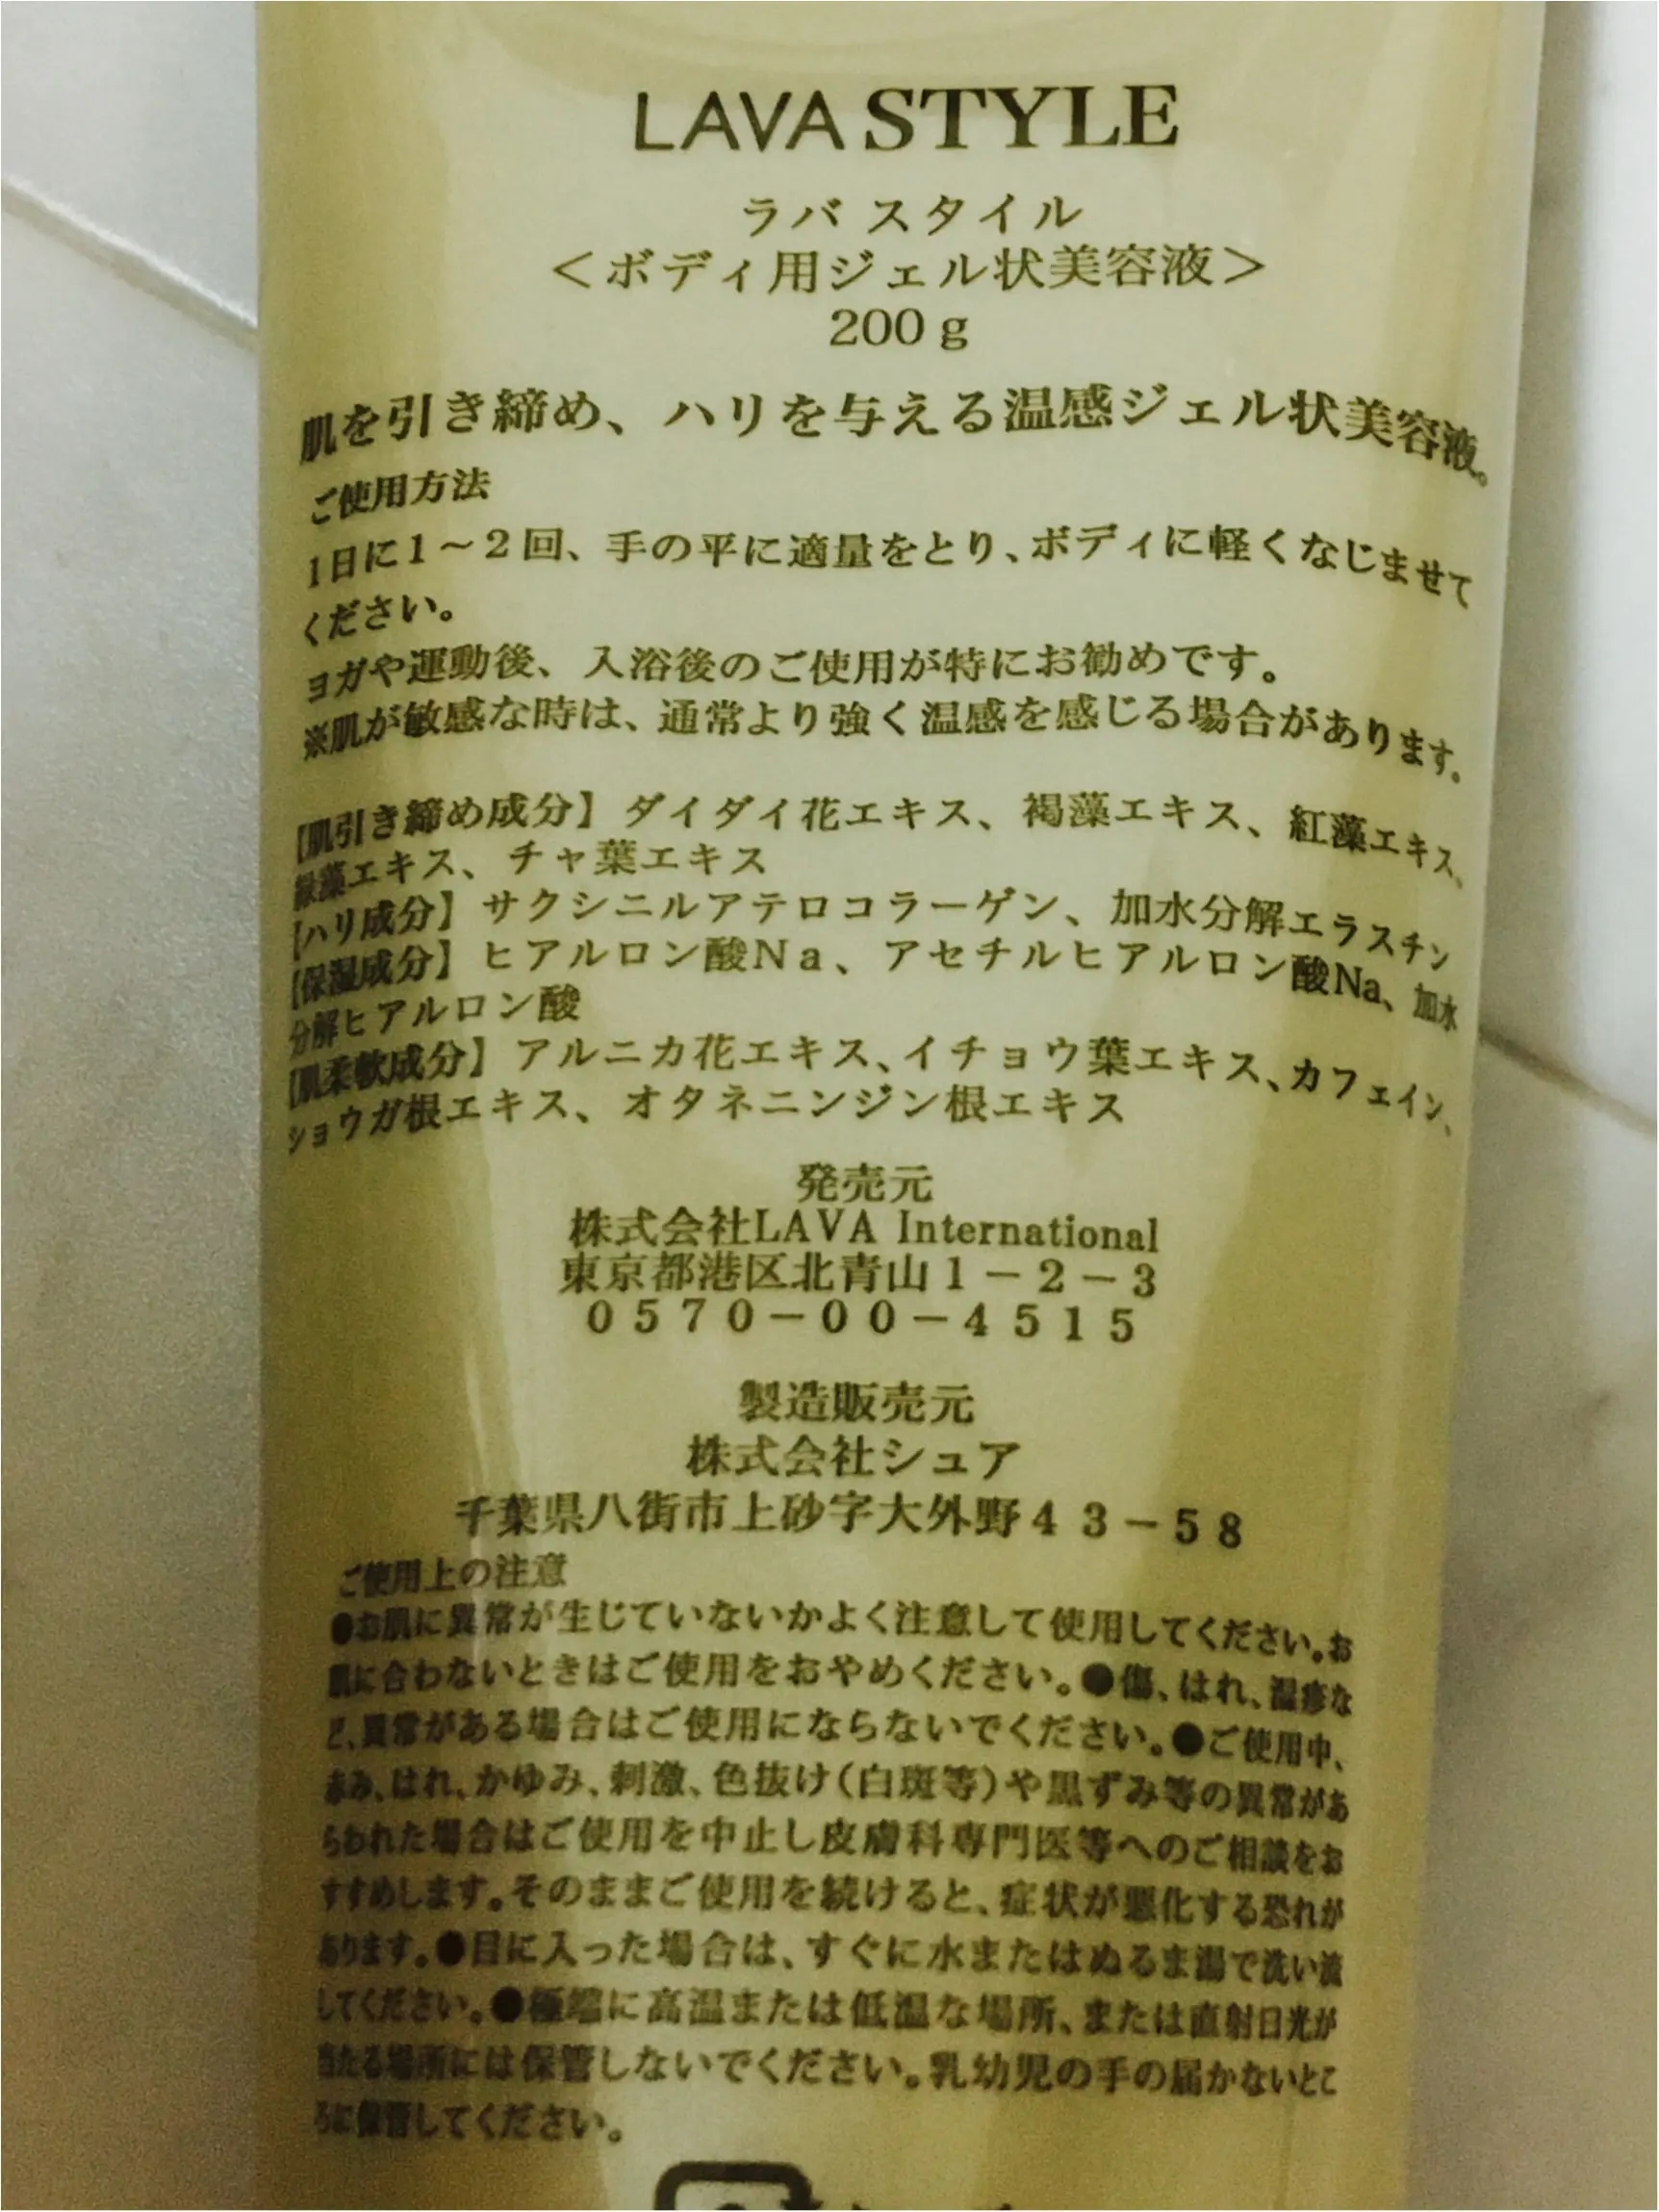 LAVA STYLE
ラバ スタイル
＜ボディ用ジェル状美容液＞
200 g
肌を引き締め、ハリを与える温感ジェル状美容液。
ご使用方法
1日に1～2回、手の平に適量をとり、ボディに軽くなじませて
ください。
ヨガや運動後、入浴後のご使用が特にお勧めです。
※肌が敏感な時は、通常より強く温感を感じる場合があります。
【肌引き締め成分】ダイダイ花エキス、褐藻エキス、紅藻エキス、
緑藻エキス、チャ葉エキス
【ハリ成分】サクシニルアテロコラーゲン、加水分解エラスチン
【保湿成分】ヒアルロン酸Ｎａ、アセチルヒアルロン酸Na、加水
分解ヒアルロン酸
【肌柔軟成分】アルニカ花エキス、イチョウ葉エキス、カフェイン、
ショウガ根エキス、オタネニンジン根エキス
発売元
株式会社LAVA International
東京都港区北青山１－２－３
０５７０－００－４５１５
製造販売元
株式会社シュア
千葉県八街市上砂字大外野４３－５８
ご使用上の注意
●お肌に異常が生じていないかよく注意して使用してください。お
肌に合わないときはご使用をおやめください。●傷、はれ、湿疹な
ど、異常がある場合はご使用にならないでください。●ご使用中、
赤み、はれ、かゆみ、刺激、色抜け（白斑等）や黒ずみ等の異常があ
らわれた場合はご使用を中止し皮膚科専門医等へのご相談をお
すすめします。そのままご使用を続けると、症状が悪化する恐れが
あります。●目に入った場合は、すぐに水またはぬるま湯で洗い流
してください。●極端に高温または低温な場所、または直射日光が
当たる場所には保管しないでください。乳幼児の手の届かないとこ
ろに保管してください。